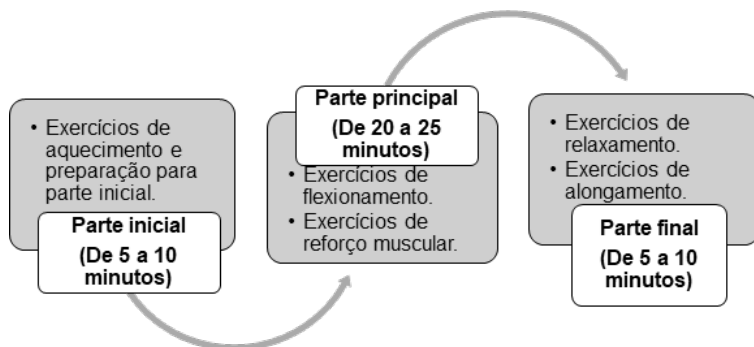 • Exercícios de
aquecimento e
preparação para
parte inicial.
Parte inicial
(De 5 a 10
minutos)
Parte principal
(De 20 a 25
minutos)
• Exercícios de
flexionamento.
• Exercícios de
reforço muscular.
• Exercícios de
relaxamento.
• Exercícios de
alongamento.
Parte final
(De 5 a 10
minutos)